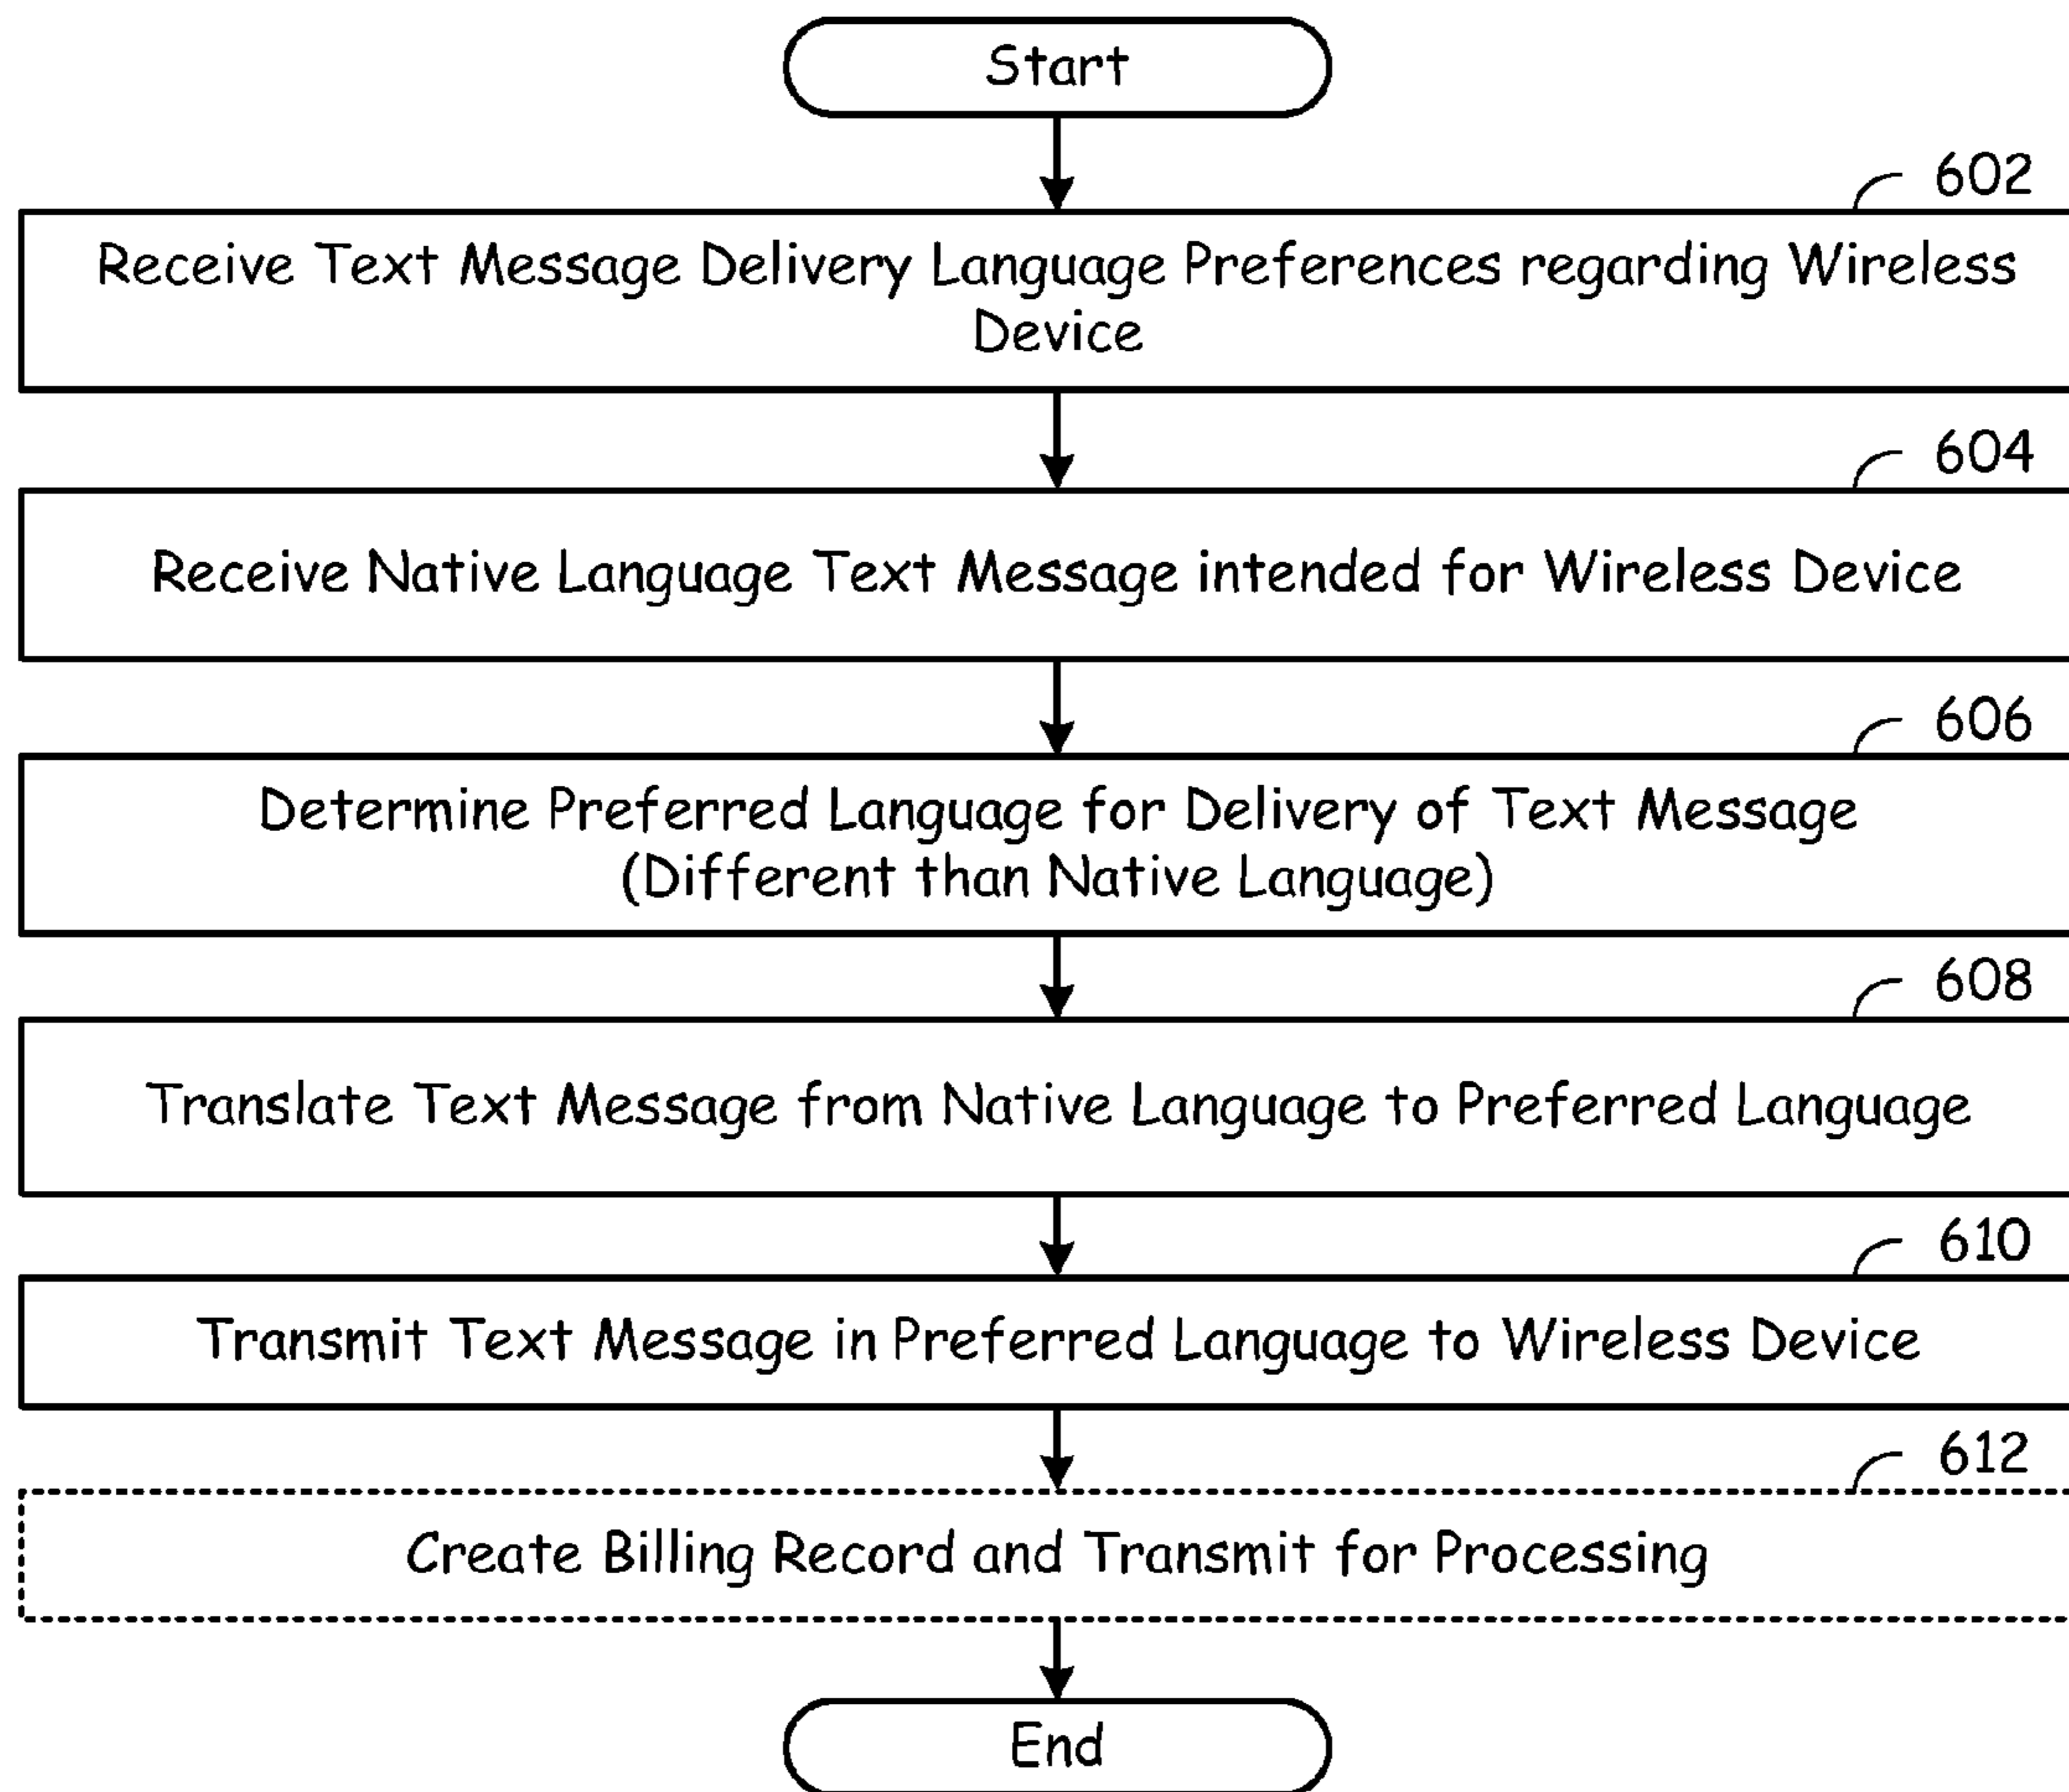 Start
602
Receive Text Message Delivery Language Preferences regarding Wireless
Device
604
Receive Native Language Text Message intended for Wireless Device
606
Determine Preferred Language for Delivery of Text Message
(Different than Native Language)
608
Translate Text Message from Native Language to Preferred Language
610
Transmit Text Message in Preferred Language to Wireless Device
612
Create Billing Record and Transmit for Processing
End